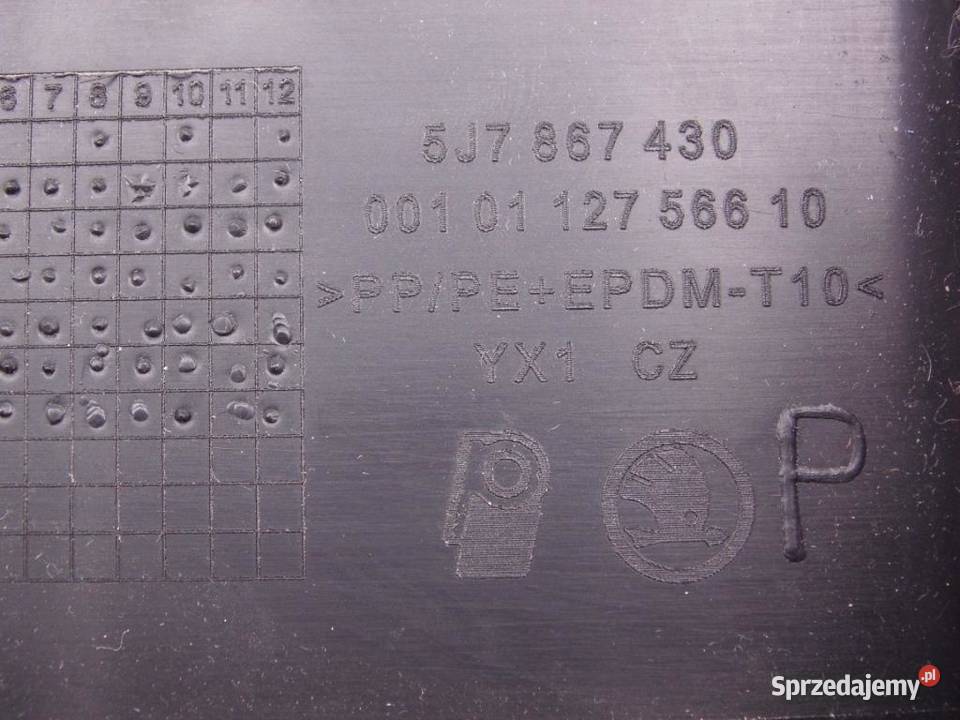 6 7 8 9 10 11 12
5J7 867 430
001 01 127 566 10
>PP/PE+EPDM-T10<
YX1 CZ
P
Sprzedajemy.pl